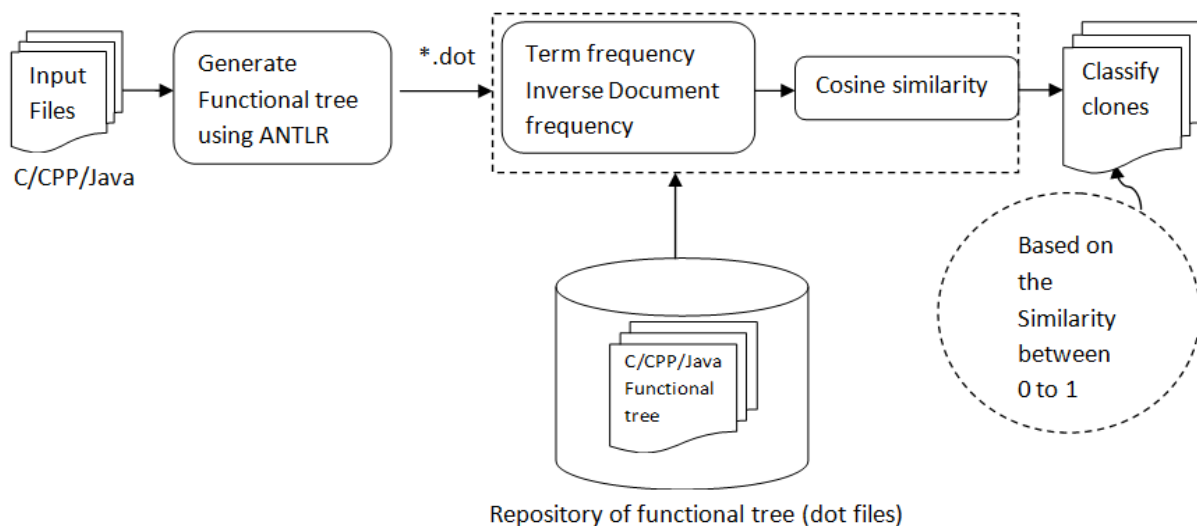 Input
Files
C/CPP/Java
Generate
Functional tree
using ANTLR
*.dot
Term frequency
Inverse Document
frequency
Cosine similarity
Classify
clones
Based on
the
Similarity
between
0 to 1
C/CPP/Java
Functional
tree
Repository of functional tree (dot files)